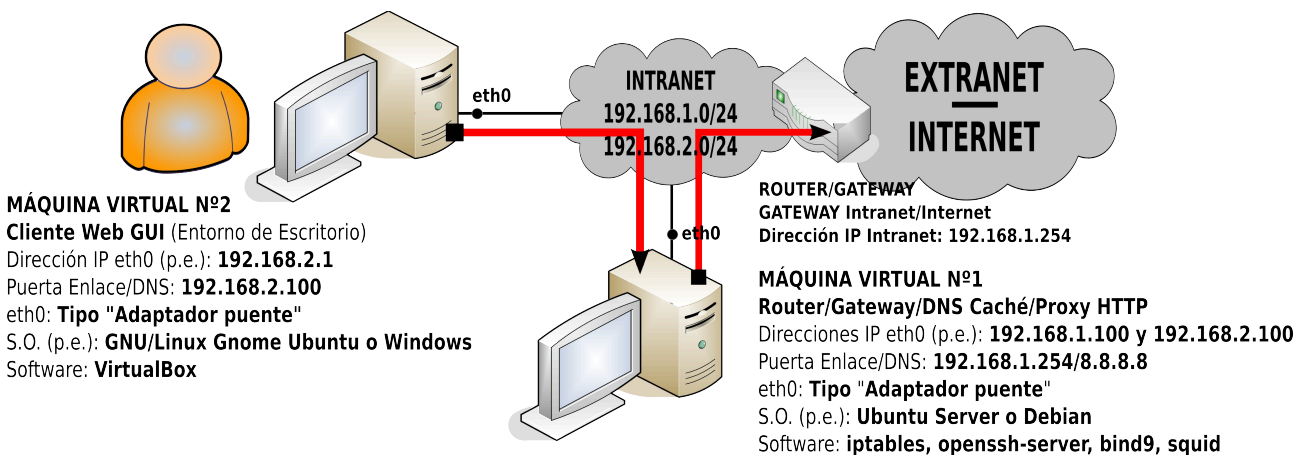 eth0
INTRANET
192.168.1.0/24
192.168.2.0/24
EXTRANET
INTERNET
MÁQUINA VIRTUAL Nº2
Cliente Web GUI (Entorno de Escritorio)
Dirección IP eth0 (p.e.): 192.168.2.1
Puerta Enlace/DNS: 192.168.2.100
eth0: Tipo "Adaptador puente"
S.O. (p.e.): GNU/Linux Gnome Ubuntu o Windows
Software: VirtualBox
eth0
ROUTER/GATEWAY
GATEWAY Intranet/Internet
Dirección IP Intranet: 192.168.1.254
MÁQUINA VIRTUAL Nº1
Router/Gateway/DNS Caché/Proxy HTTP
Direcciones IP eth0 (p.e.): 192.168.1.100 y 192.168.2.100
Puerta Enlace/DNS: 192.168.1.254/8.8.8.8
eth0: Tipo "Adaptador puente"
S.O. (p.e.): Ubuntu Server o Debian
Software: iptables, openssh-server, bind9, squid